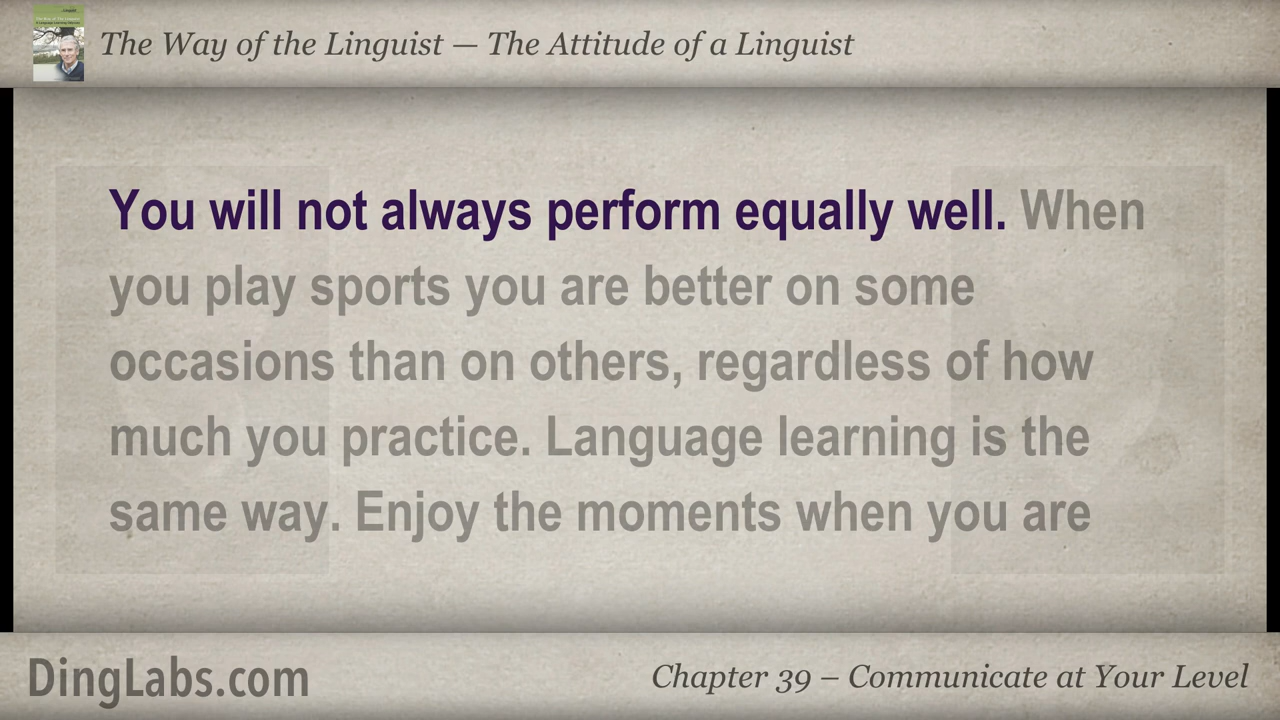 The Way of the Linguist — The Attitude of a Linguist
You will not always perform equally well. When
you play sports you are better on some
occasions than on others, regardless of how
much you practice. Language learning is the
same way. Enjoy the moments when you are
DingLabs.com
Chapter 39 – Communicate at Your Level